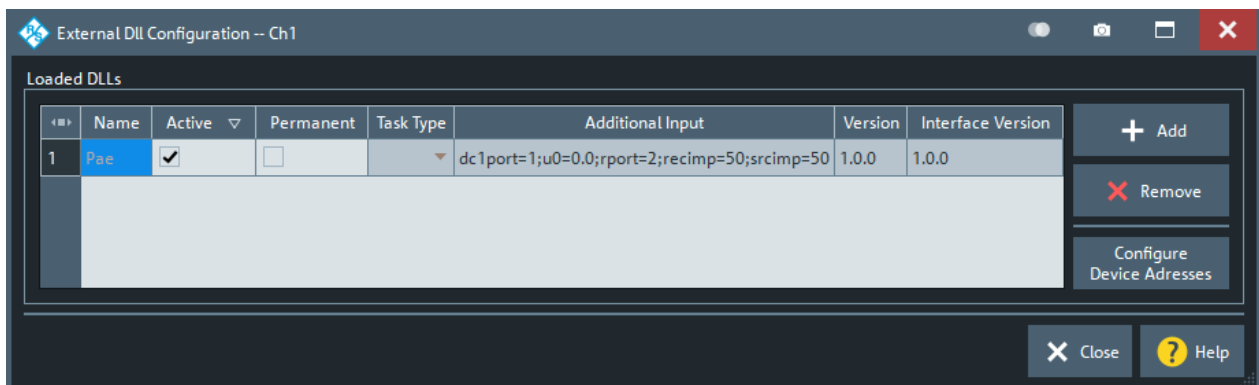 External Dll Configuration -- Ch1
Loaded DLLs
Name Active Permanent Task Type Additional Input Version Interface Version
1 Pae dc1port=1;u0=0.0;rport=2;recimp=50;srcimp=50 1.0.0 1.0.0
Add
Remove
Configure
Device Adresses
Close
? Help